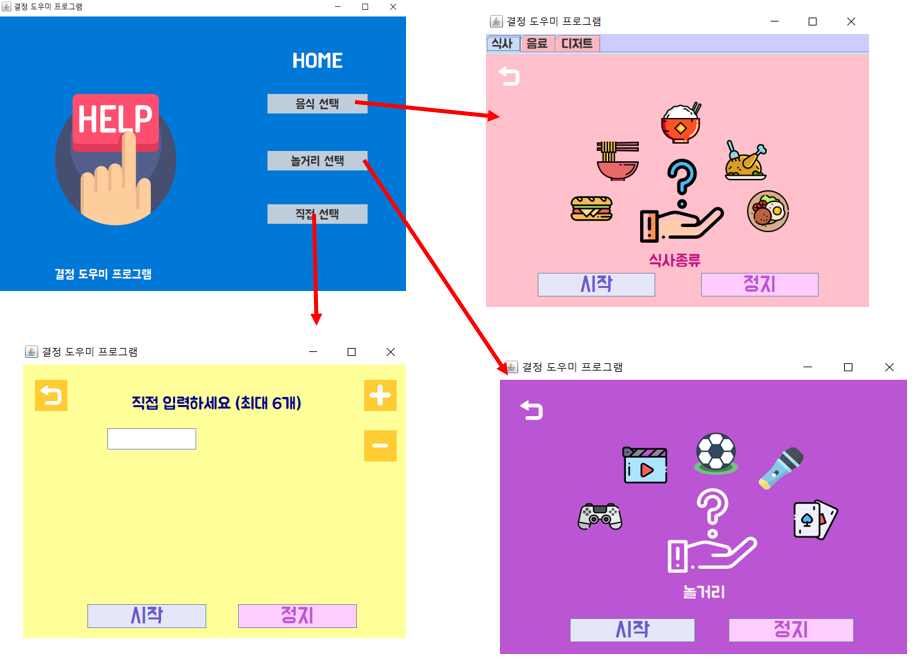 결정 도우미 프로그램
HOME
HELP
음식 선택
놀거리 선택
직접 선택
결정 도우미 프로그램
결정 도우미 프로그램
식사 음료 디저트
식사종류
시작 정지
결정 도우미 프로그램
직접 입력하세요 (최대 6개)
시작 정지
결정 도우미 프로그램
놀거리
시작 정지